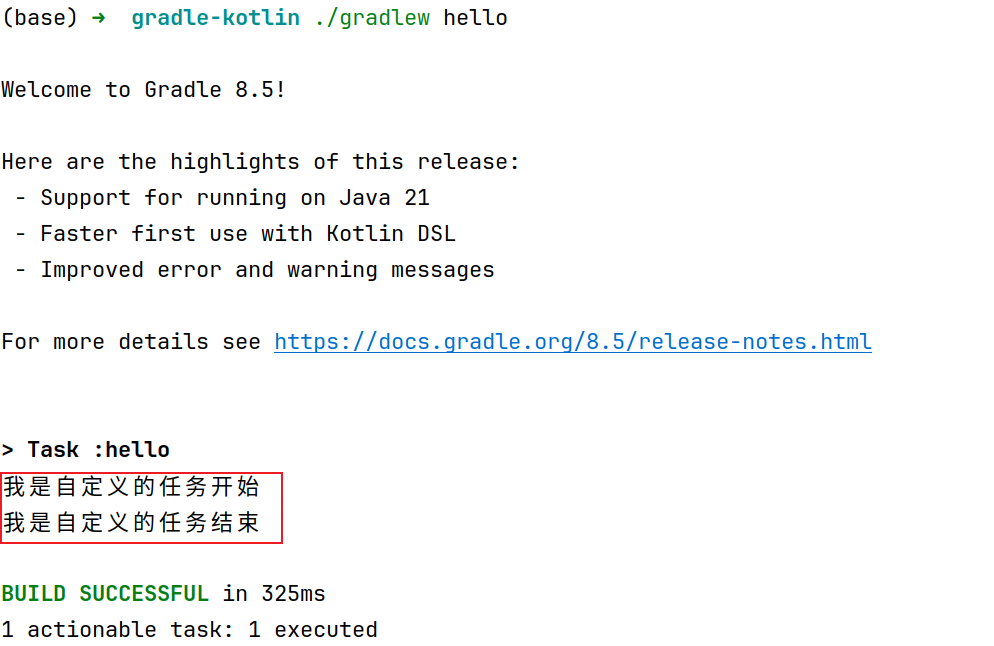 (base) ➜  gradle-kotlin ./gradlew hello
Welcome to Gradle 8.5!
Here are the highlights of this release:
 - Support for running on Java 21
 - Faster first use with Kotlin DSL
 - Improved error and warning messages
For more details see https://docs.gradle.org/8.5/release-notes.html
> Task :hello
我是自定义的任务开始
我是自定义的任务结束
BUILD SUCCESSFUL in 325ms
1 actionable task: 1 executed